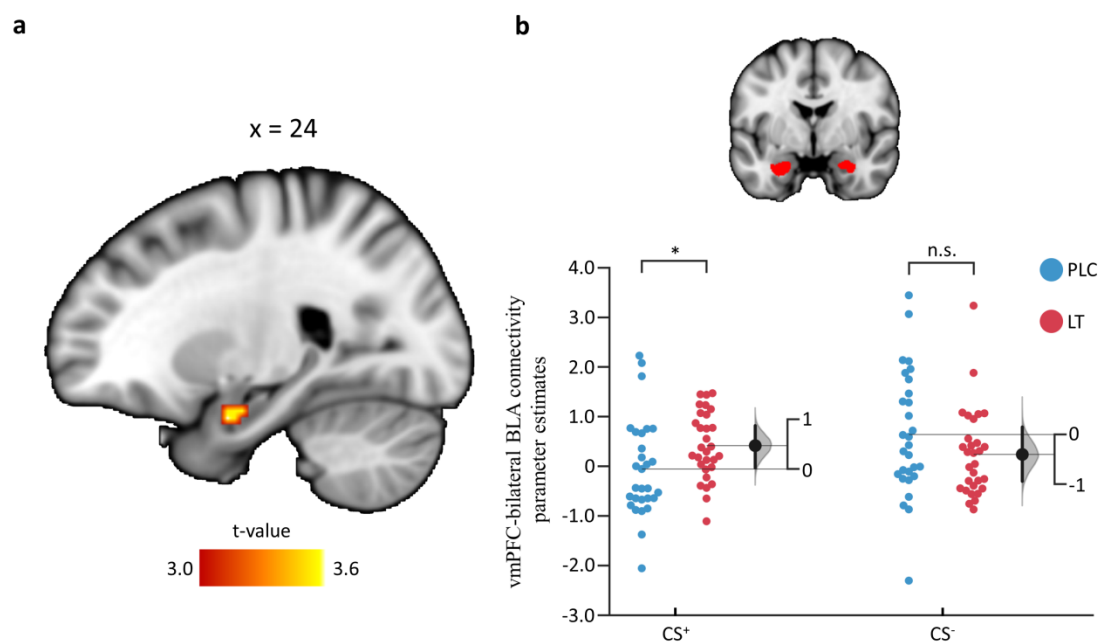 a
x = 24
t-value
3.0
3.6
b
PLC
LT
*
n.s.
vmPFC-bilateral BLA connectivity
parameter estimates
4.0
3.0
2.0
1.0
0
-1.0
-2.0
-3.0
1
0
0
-1
CS⁺
CS⁻